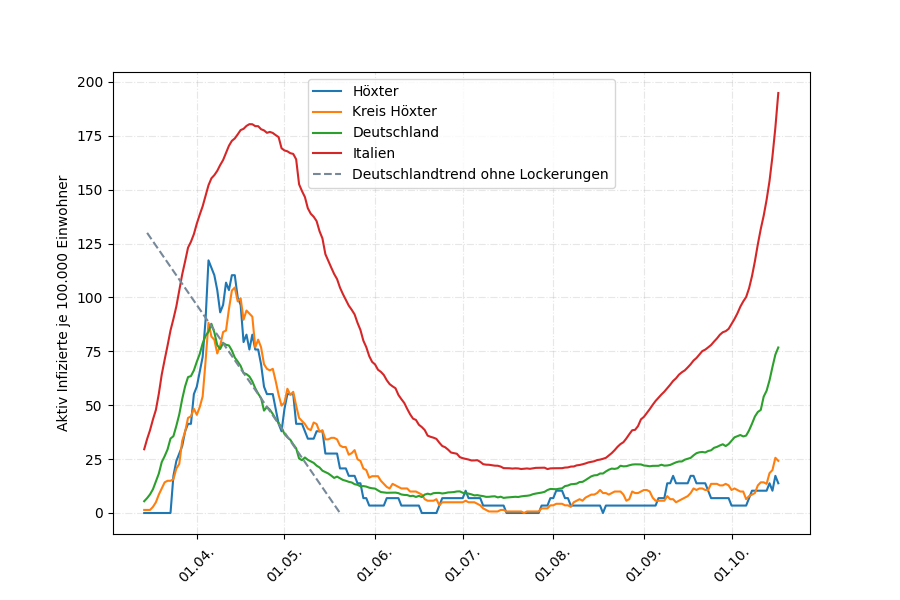 Höxter
Kreis Höxter
Deutschland
Italien
Deutschlandtrend ohne Lockerungen
Aktiv Infizierte je 100.000 Einwohner
200
175
150
125
100
75
50
25
0
01.04.
01.05.
01.06.
01.07.
01.08.
01.09.
01.10.